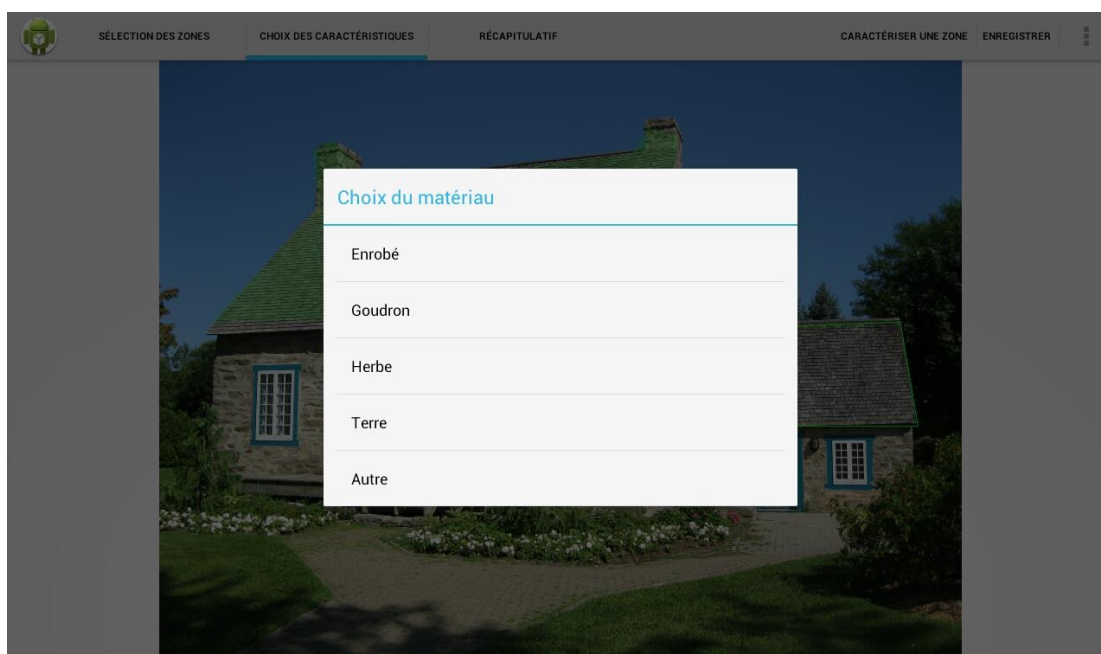 SÉLECTION DES ZONES CHOIX DES CARACTÉRISTIQUES RÉCAPITULATIF CARACTÉRISER UNE ZONE ENREGISTRER
Choix du matériau
Enrobé
Goudron
Herbe
Terre
Autre